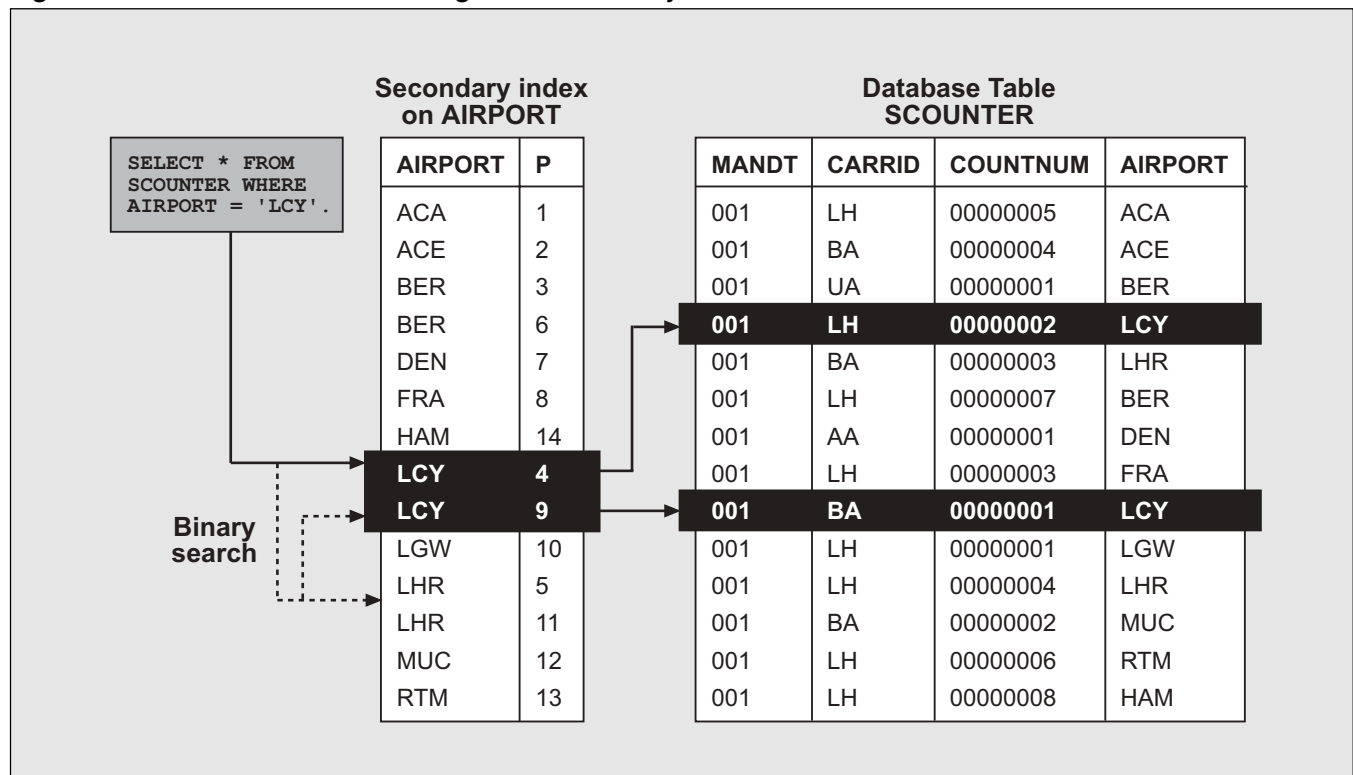 Secondary index
on AIRPORT
Database Table
SCOUNTER
SELECT * FROM
SCOUNTER WHERE
AIRPORT = 'LCY'.
AIRPORT P
ACA 1
ACE 2
BER 3
BER 6
DEN 7
FRA 8
HAM 14
LCY 4
LCY 9
LGW 10
LHR 5
LHR 11
MUC 12
RTM 13
Binary
search
MANDT CARRID COUNTNUM AIRPORT
001 LH 00000005 ACA
001 BA 00000004 ACE
001 UA 00000001 BER
001 LH 00000002 LCY
001 BA 00000003 LHR
001 LH 00000007 BER
001 AA 00000001 DEN
001 LH 00000003 FRA
001 BA 00000001 LCY
001 LH 00000001 LGW
001 LH 00000004 LHR
001 BA 00000002 MUC
001 LH 00000006 RTM
001 LH 00000008 HAM